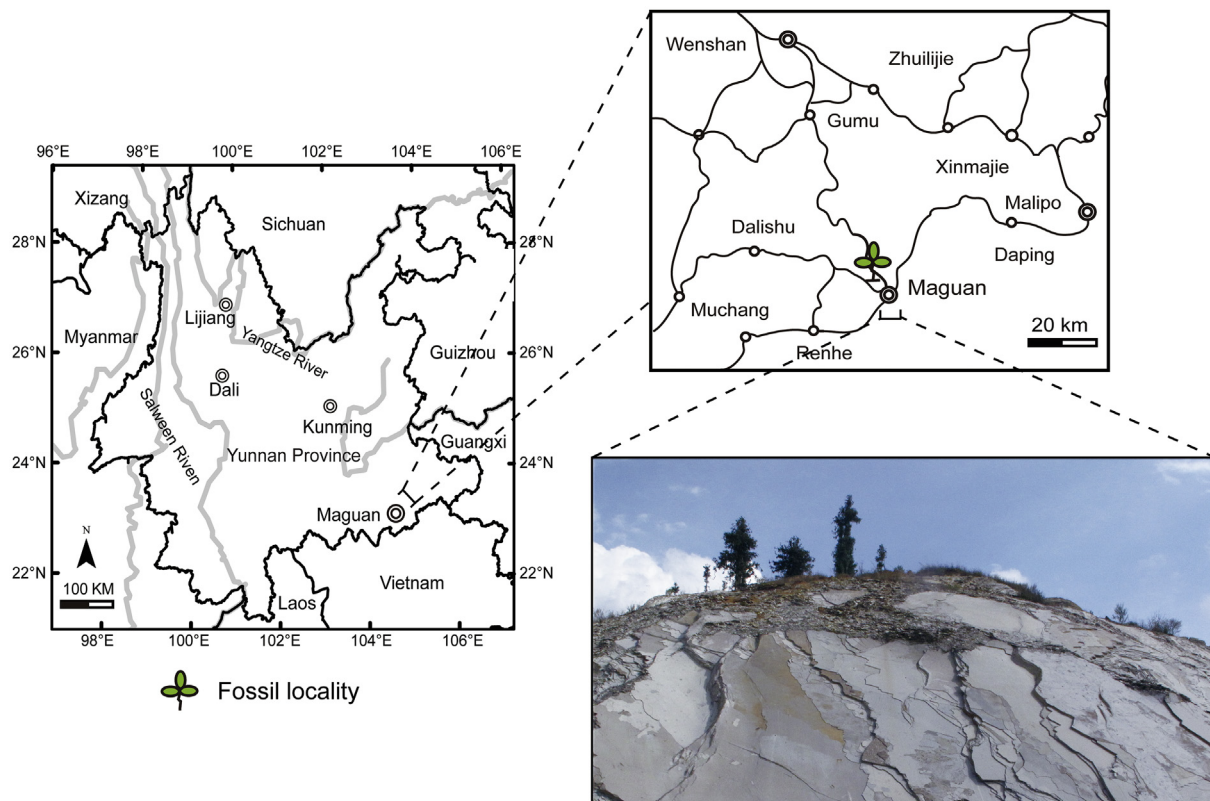 96°E 98°E 100°E 102°E 104°E 106°E
Xizang
Sichuan
28°N 28°N
Lijiang
Myanmar
Yangtze River
Guizhou
26°N 26°N
Dali
Salween Riven
Kunming
Guangxi
Yunnan Province
24°N 24°N
Maguan
N
100 KM
22°N 22°N
Vietnam
Laos
98°E 100°E 102°E 104°E 106°E
Fossil locality
Wenshan
Zhuilijie
Gumu
Xinmajie
Malipo
Dalishu
Daping
Maguan
Muchang
20 km
Renhe